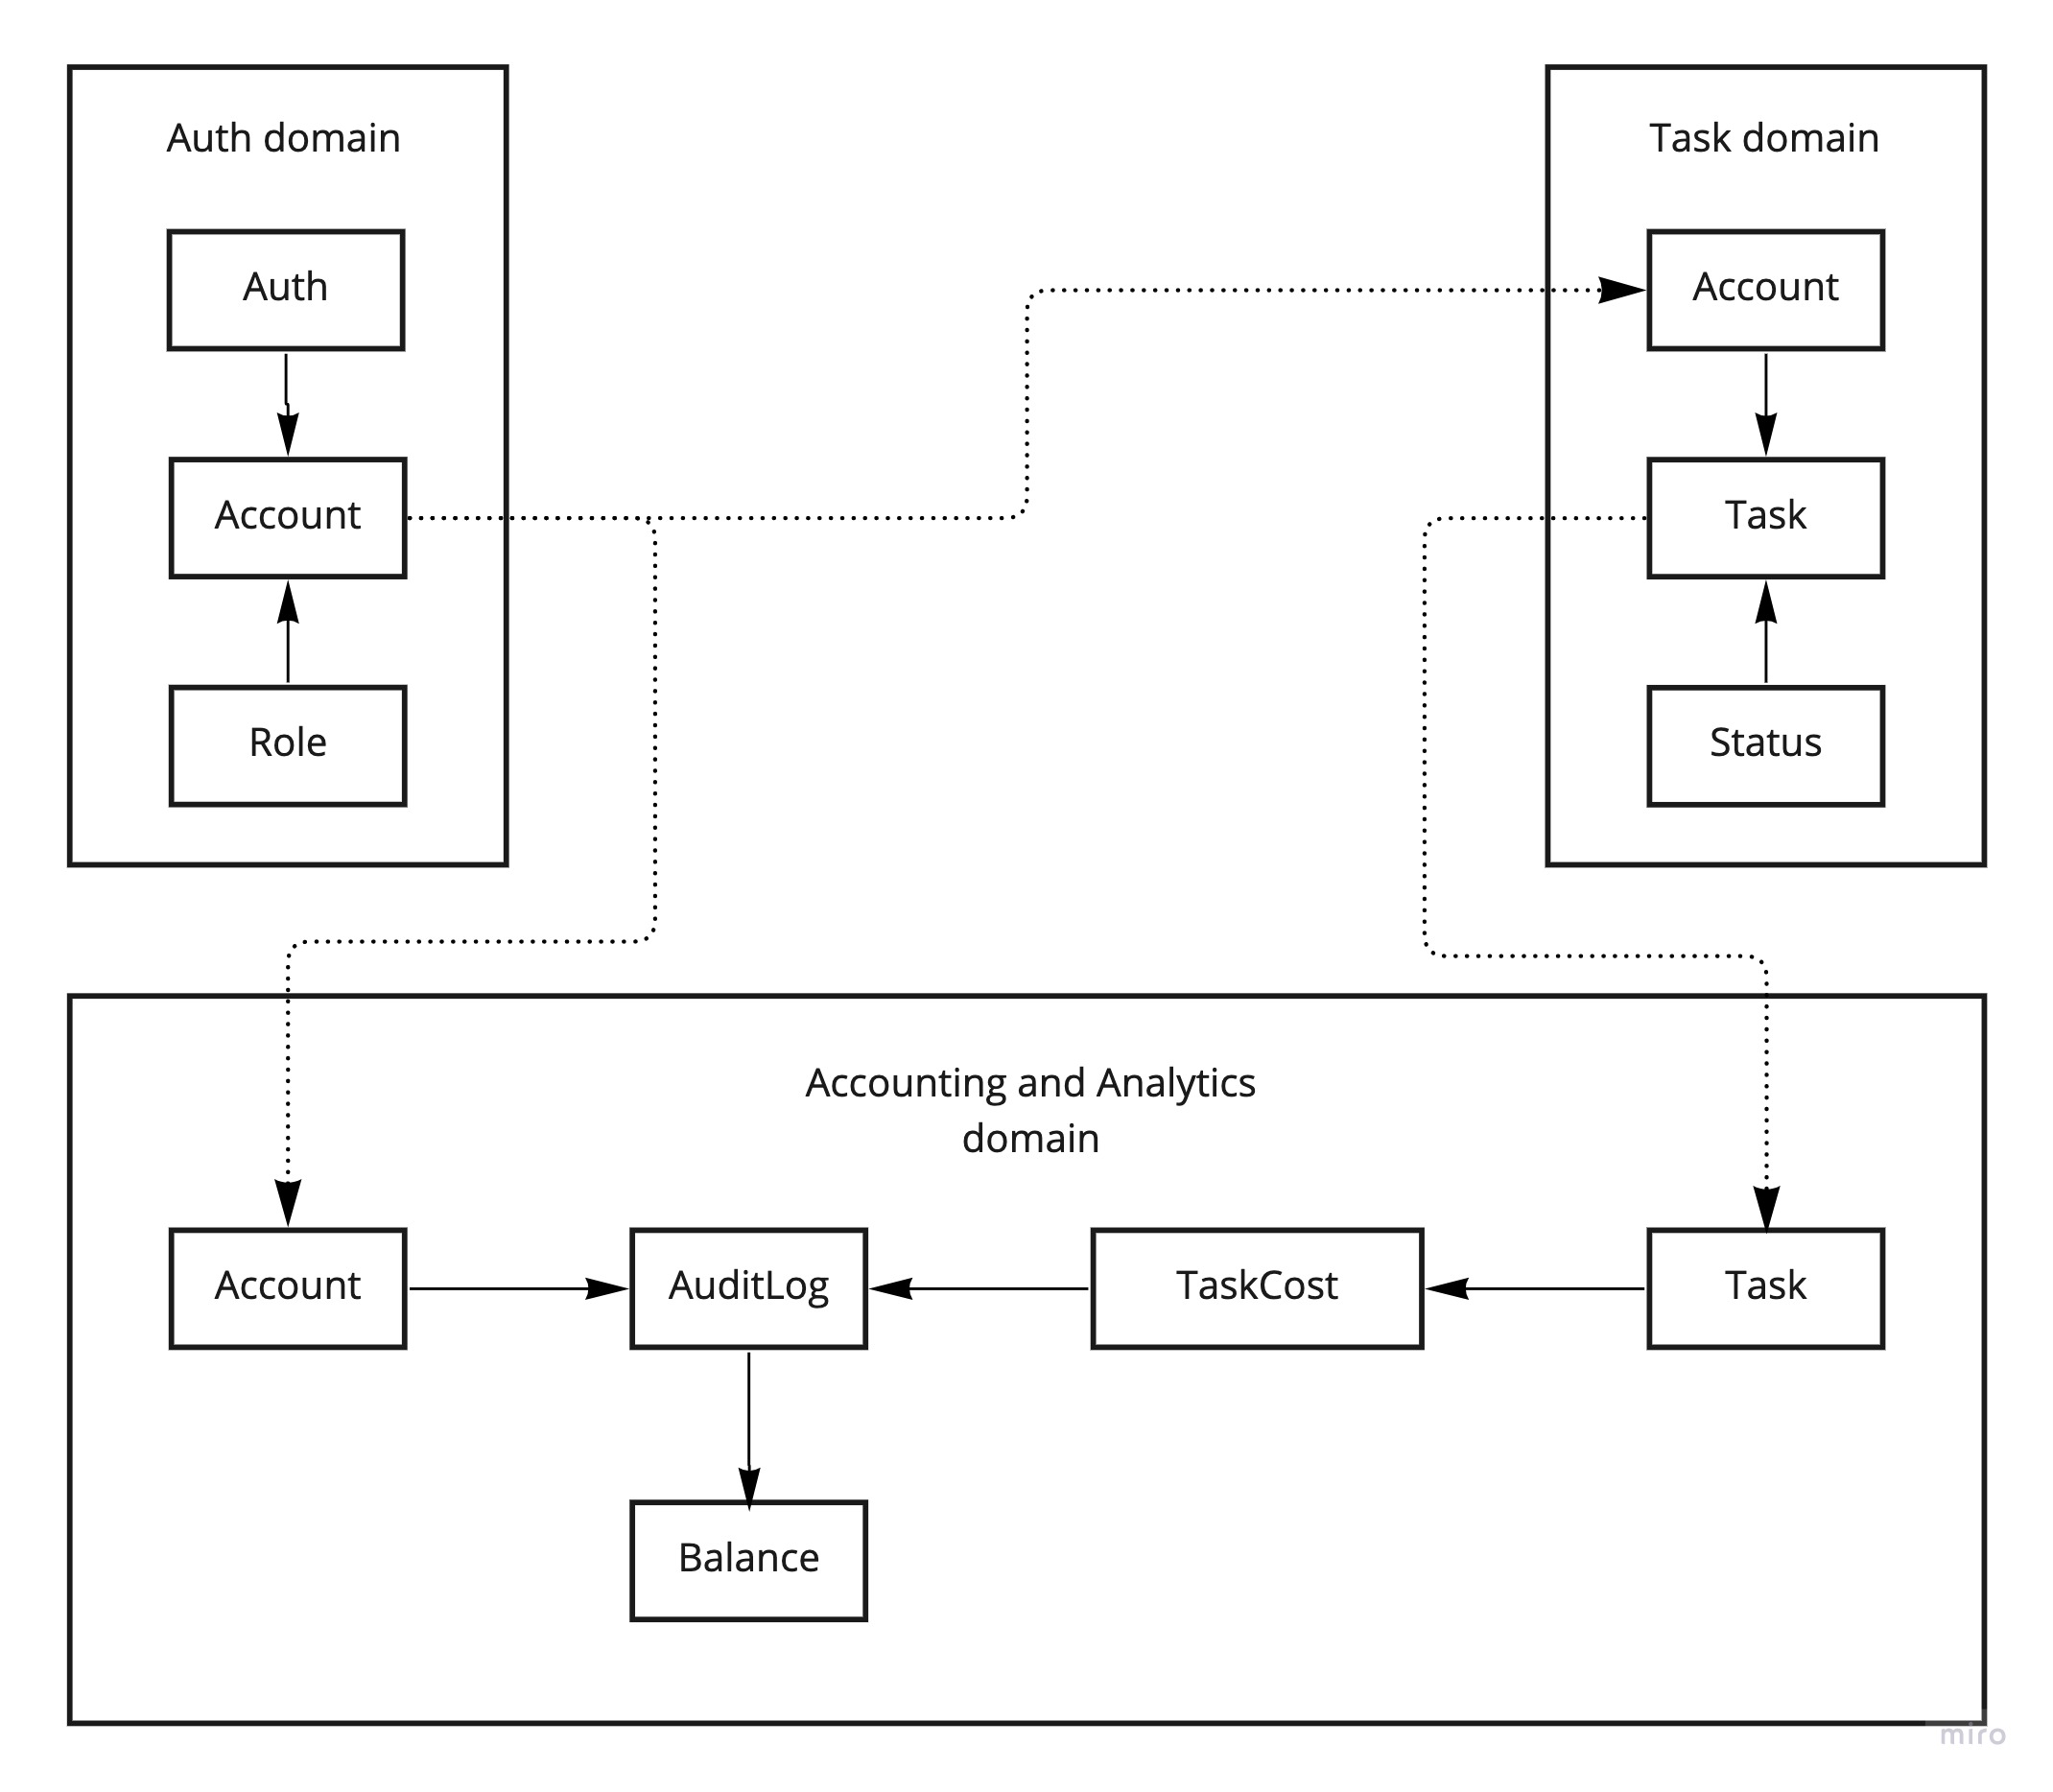 Auth domain
Auth
Account
Role
Task domain
Account
Task
Status
Accounting and Analytics
domain
Account
AuditLog
TaskCost
Task
Balance
miro